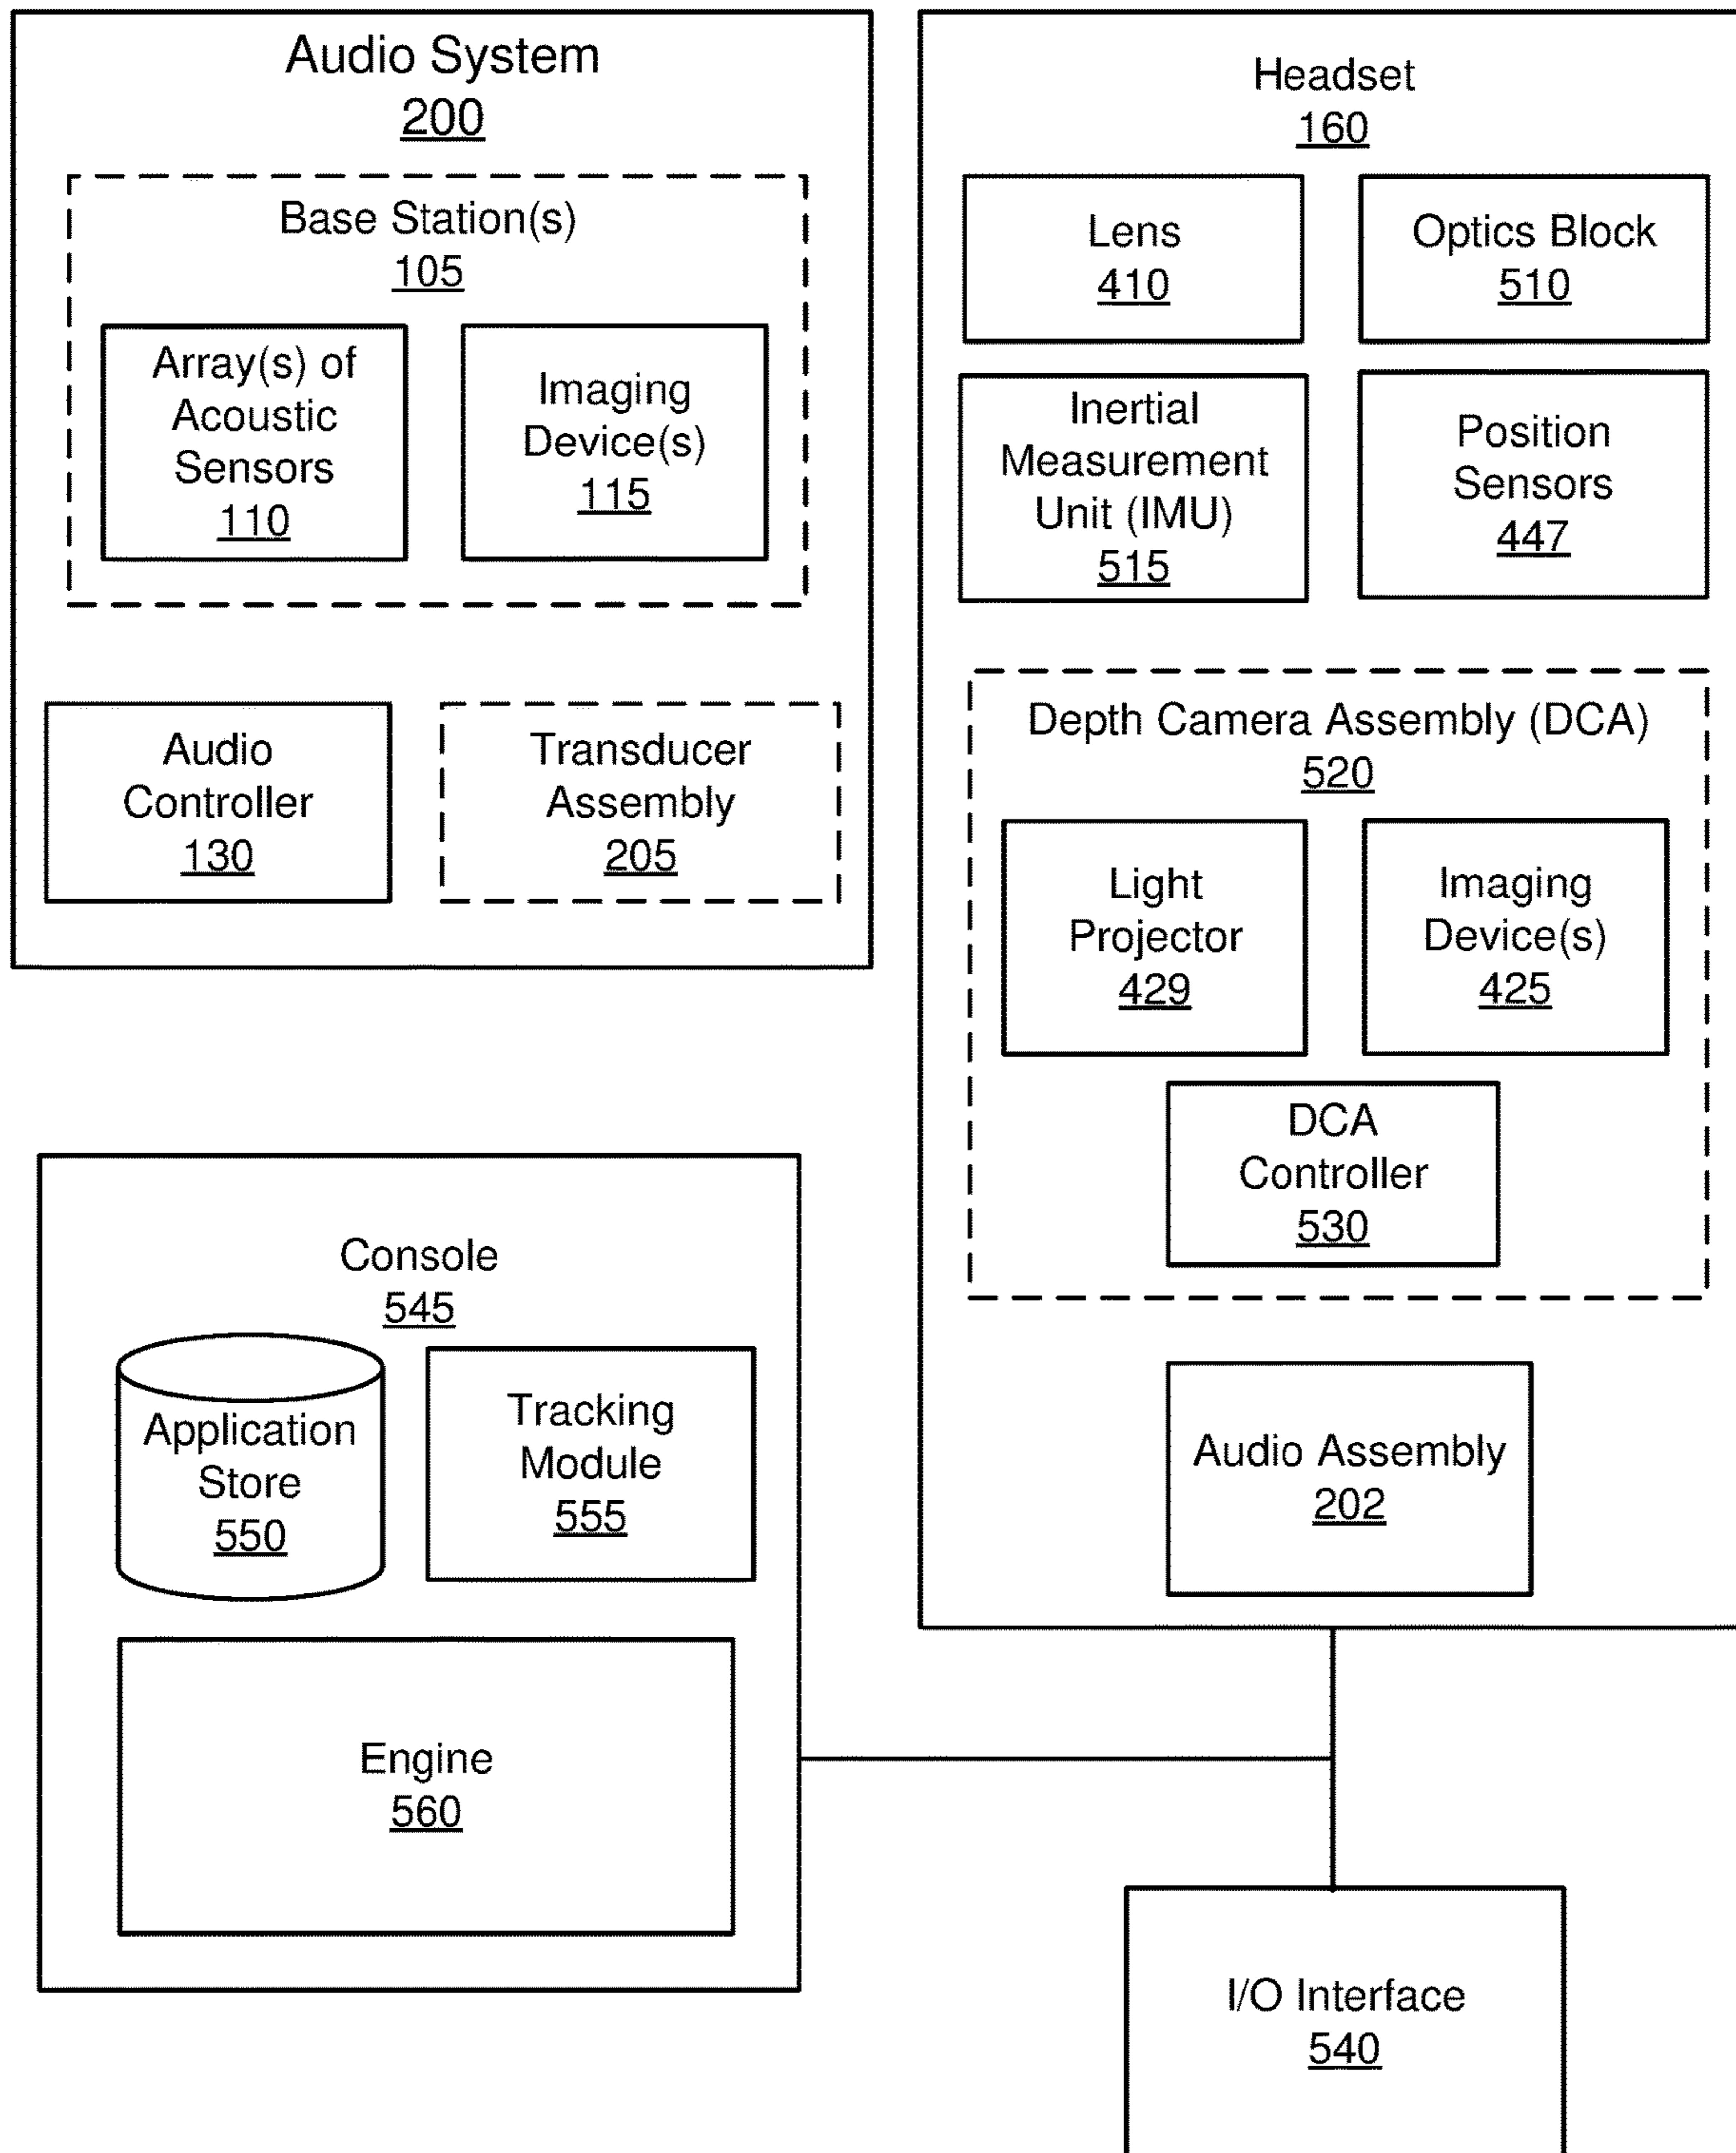 Audio System
200
Base Station(s)
105
Array(s) of
Acoustic
Sensors
110
Imaging
Device(s)
115
Audio
Controller
130
Transducer
Assembly
205
Headset
160
Lens
410
Optics Block
510
Inertial
Measurement
Unit (IMU)
515
Position
Sensors
447
Depth Camera Assembly (DCA)
520
Light
Projector
429
Imaging
Device(s)
425
DCA
Controller
530
Audio Assembly
202
Console
545
Application
Store
550
Tracking
Module
555
Engine
560
I/O Interface
540